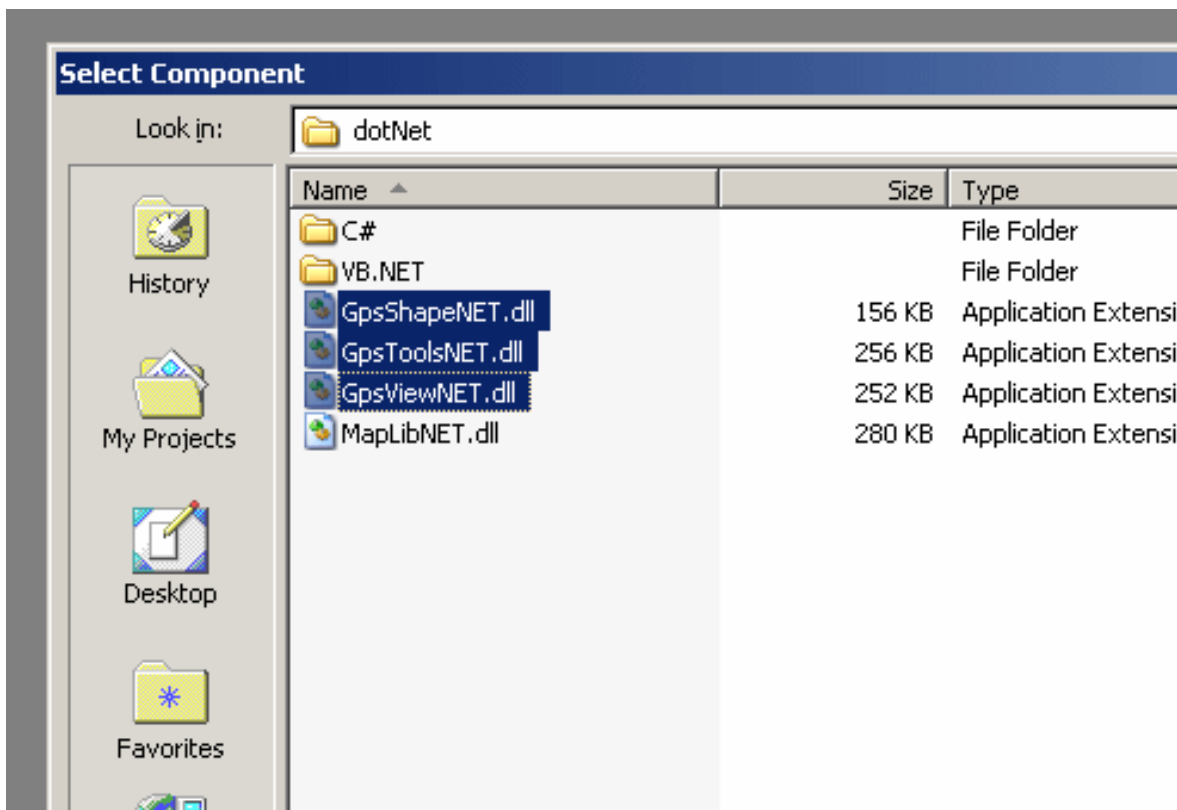 Select Component
Look in:
dotNet
Name Size Type
C# File Folder
VB.NET File Folder
GpsShapeNET.dll 156 KB Application Extensi
GpsToolsNET.dll 256 KB Application Extensi
GpsViewNET.dll 252 KB Application Extensi
MapLibNET.dll 280 KB Application Extensi
History
My Projects
Desktop
Favorites